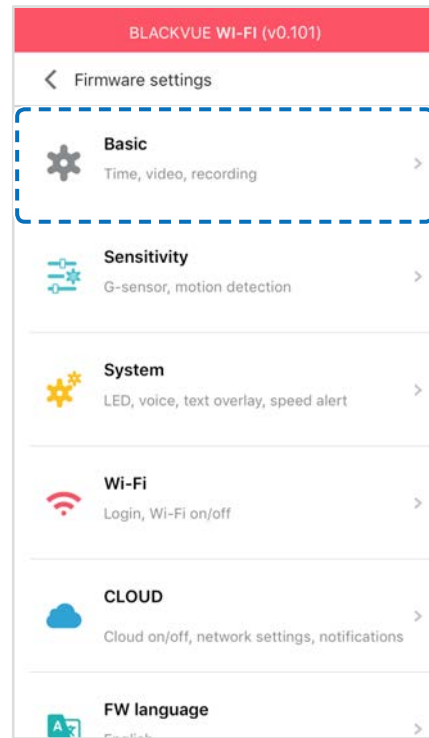 BLACKVUE WI-FI (v0.101)
Firmware settings
Basic
Time, video, recording
Sensitivity
G-sensor, motion detection
System
LED, voice, text overlay, speed alert
Wi-Fi
Login, Wi-Fi on/off
CLOUD
Cloud on/off, network settings, notifications
FW language
A
English